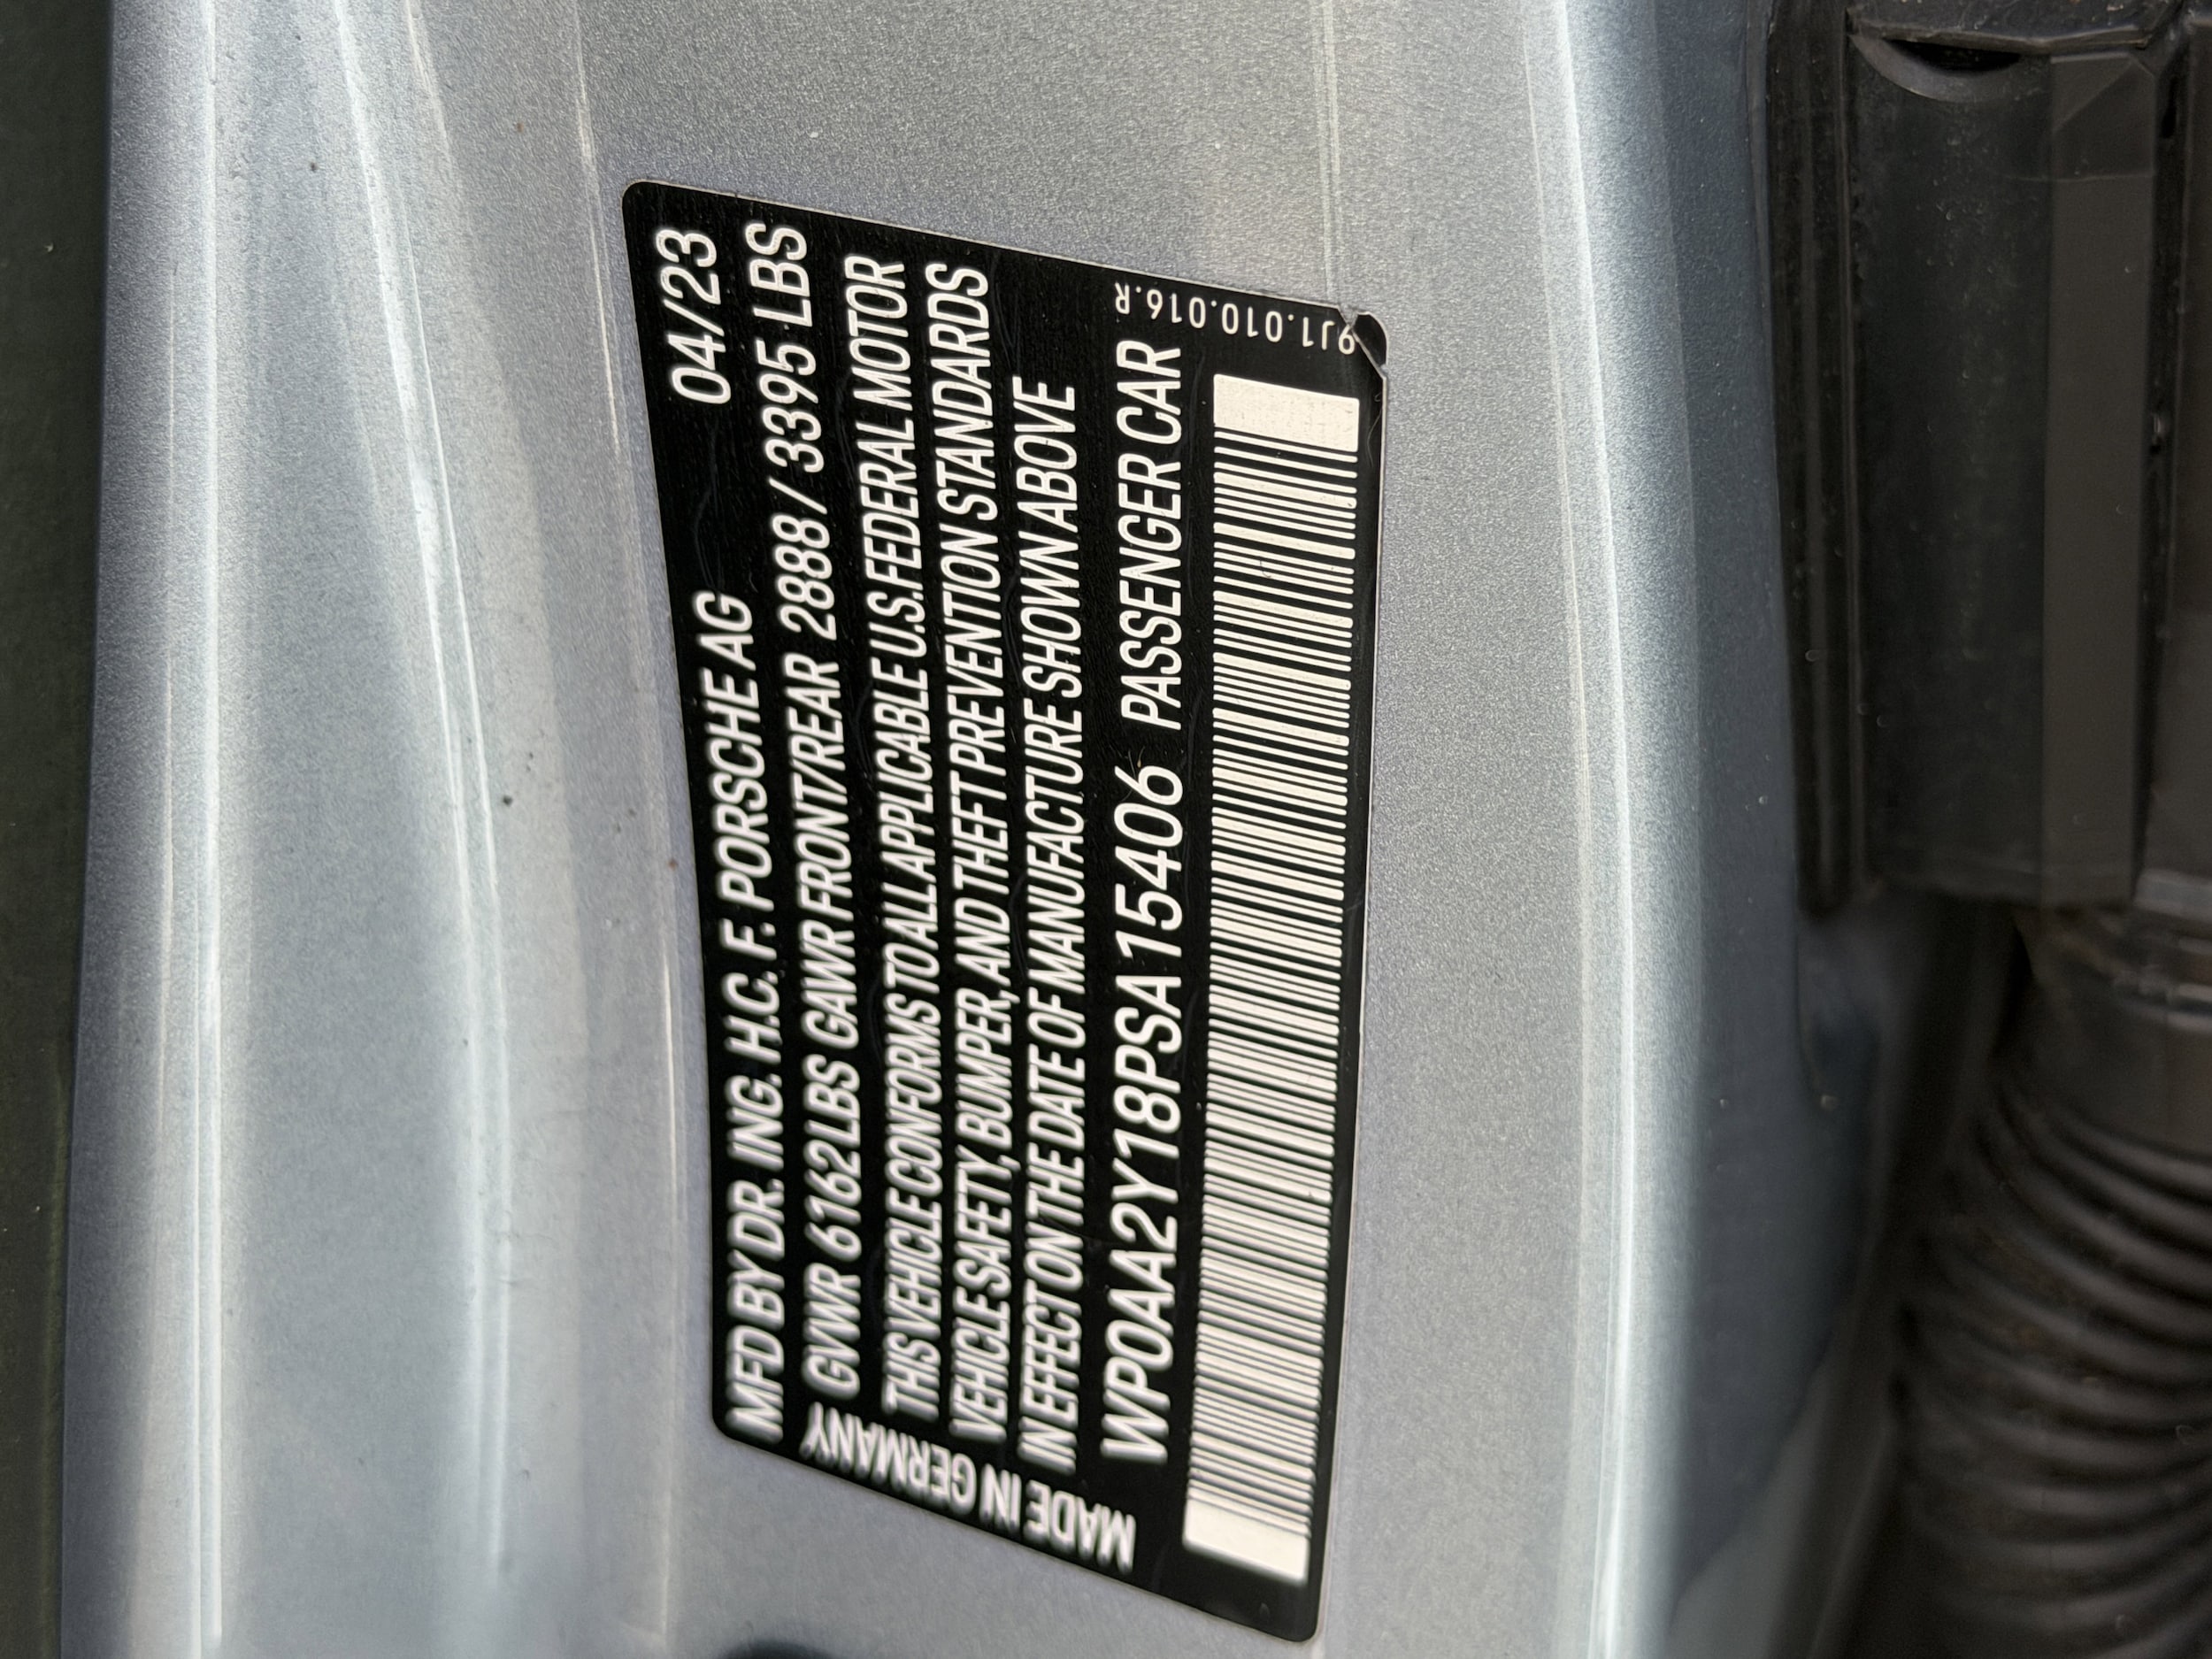 MFD BY DR. ING. H.C. F. PORSCHE AG 04/23
GVWR 6162 LBS GAWR FRONT/REAR 2888 / 3395 LBS
THIS VEHICLE CONFORMS TO ALL APPLICABLE U.S. FEDERAL MOTOR
VEHICLE SAFETY, BUMPER, AND THEFT PREVENTION STANDARDS
IN EFFECT ON THE DATE OF MANUFACTURE SHOWN ABOVE
WP0AA2Y18PSA15406 PASSENGER CAR
MADE IN GERMANY
9J1.010.016.R